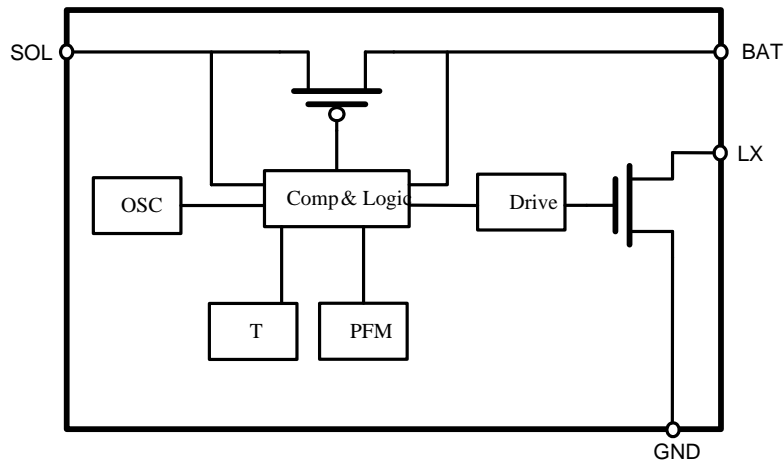 SOL
BAT
LX
OSC
Comp & Logic
Drive
T
PFM
GND